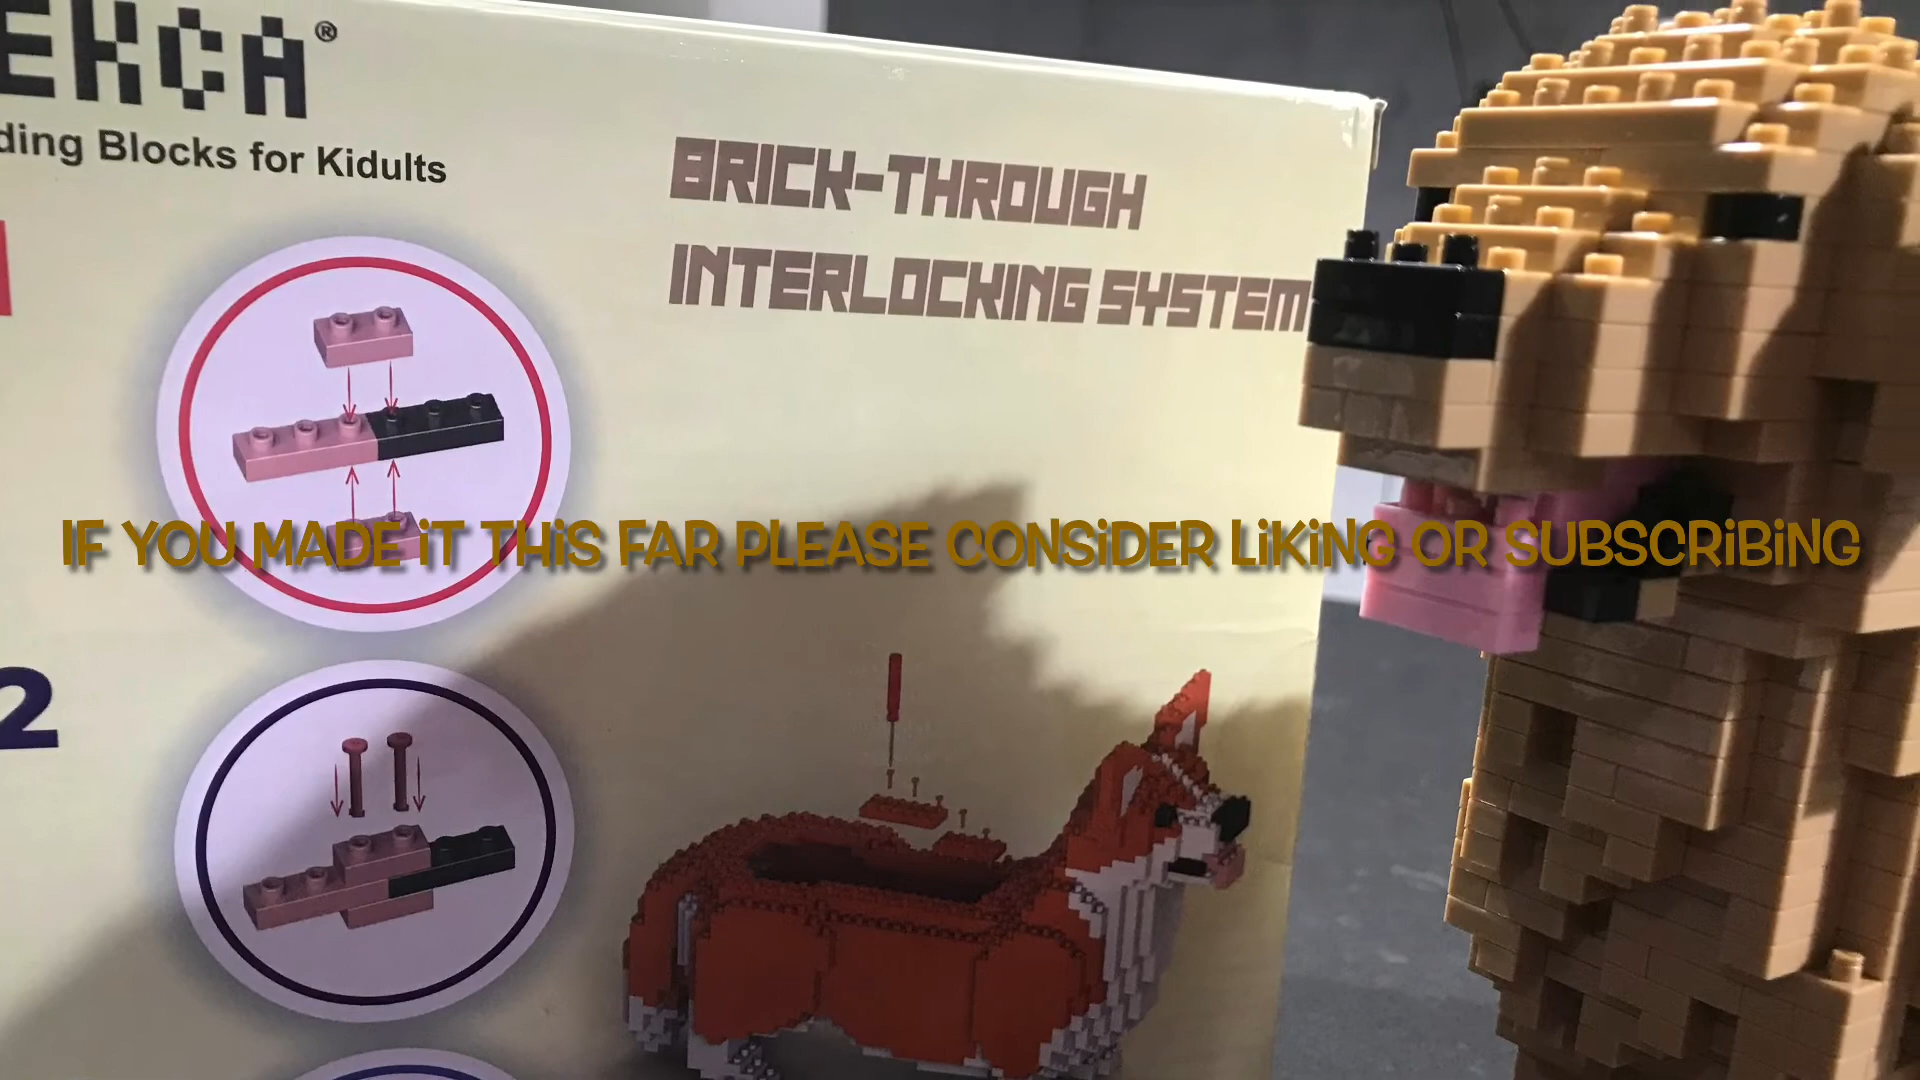 EKCA®
ding Blocks for Kidults
BRICK-THROUGH
INTERLOCKING SYSTEM
IF YOU MADE IT THIS FAR PLEASE CONSIDER LIKING OR SUBSCRIBING
2